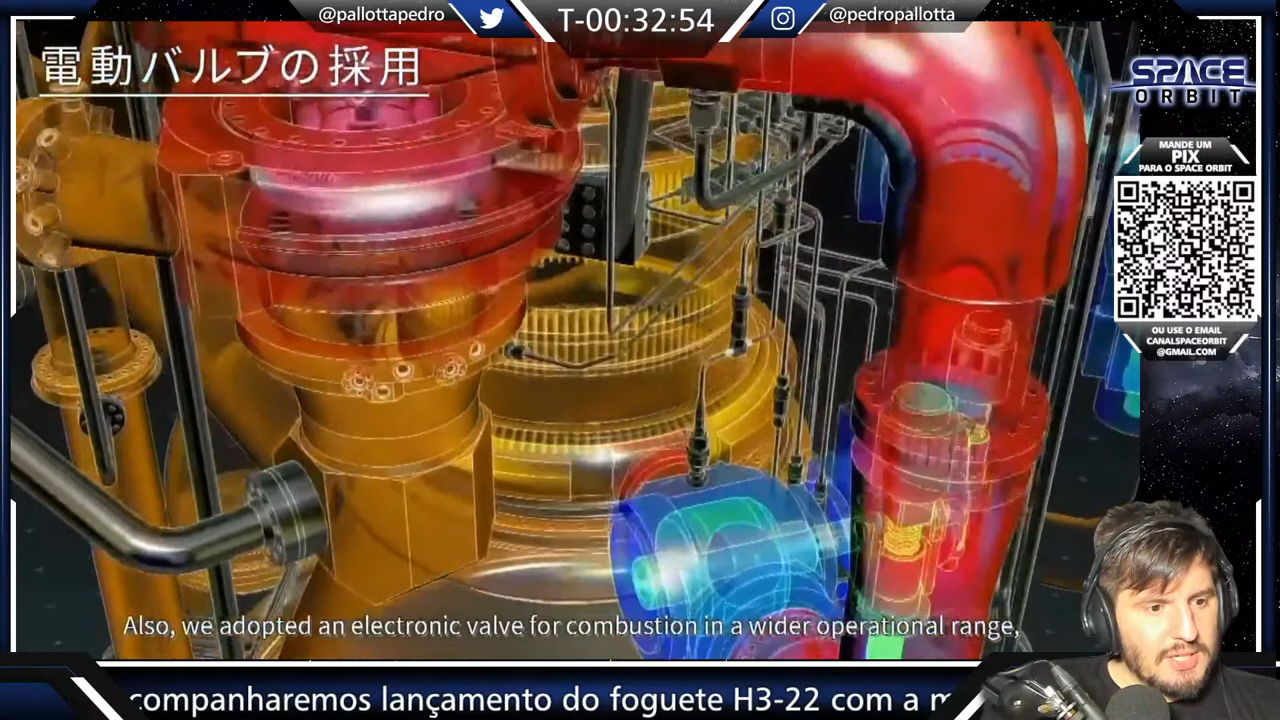 @pallottapedro
T-00:32:54
@pedropallotta
電動バルブの採用
SPACE
ORBIT
MANDE UM
PIX
PARA O SPACE ORBIT
OU USE O EMAIL
CANALSPACEORBIT
@GMAIL.COM
Also, we adopted an electronic valve for combustion in a wider operational range,
companharemos lançamento do foguete H3-22 com a m